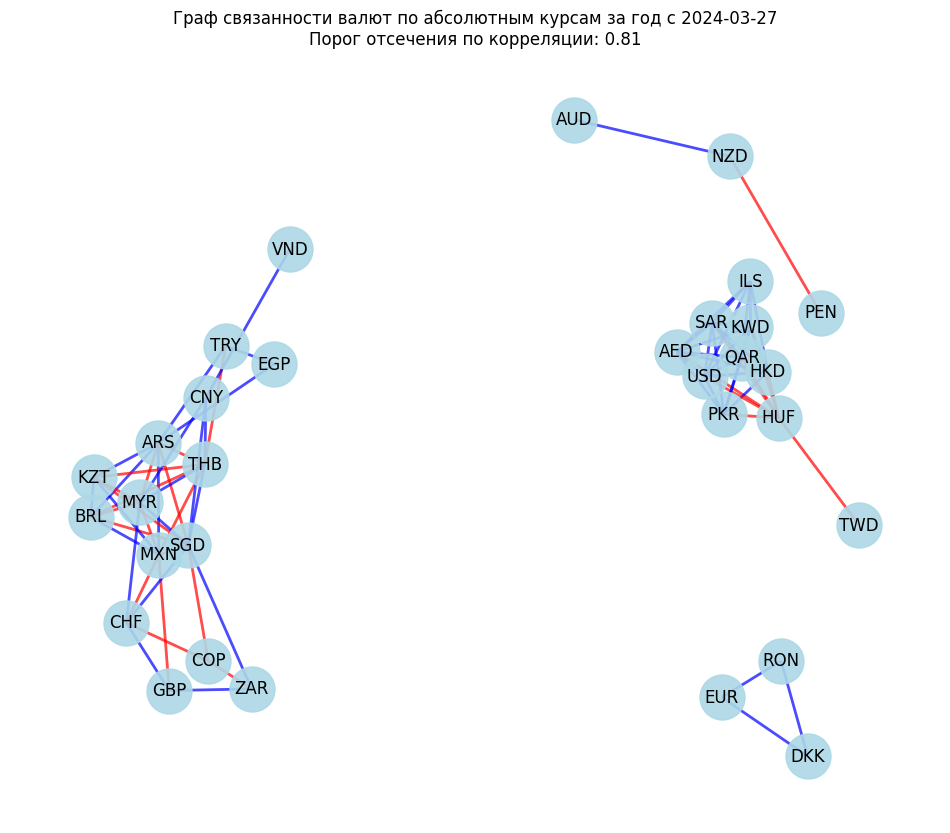 Граф связанности валют по абсолютным курсам за год с 2024-03-27
Порог отсечения по корреляции: 0.81
AUD
NZD
VND
ILS
PEN
SAR
KWD
TRY
AED
QAR
EGP
HKD
USD
CNY
PKR
HUF
ARS
THB
KZT
MYR
BRL
TWD
SGD
MXN
CHF
COP
RON
ZAR
GBP
EUR
DKK